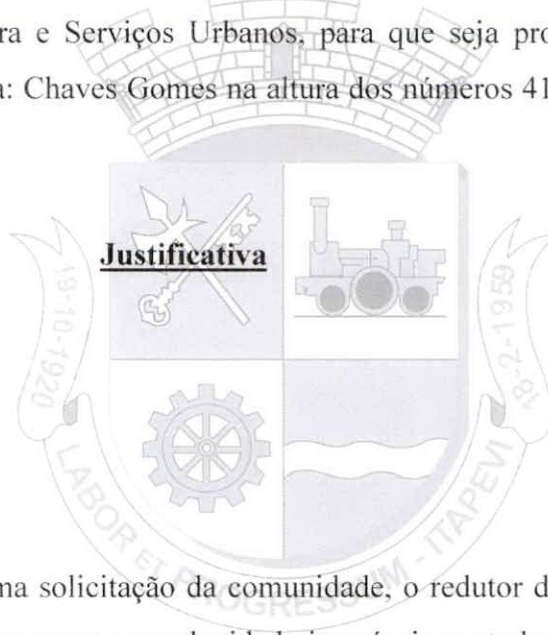 ra e Serviços Urbanos, para que seja pro
a: Chaves Gomes na altura dos números 41
Justificativa
19-10-1920
18-2-1959
LABOR ET PROGRESSUM - ITAPEVI
ma solicitação da comunidade, o redutor d